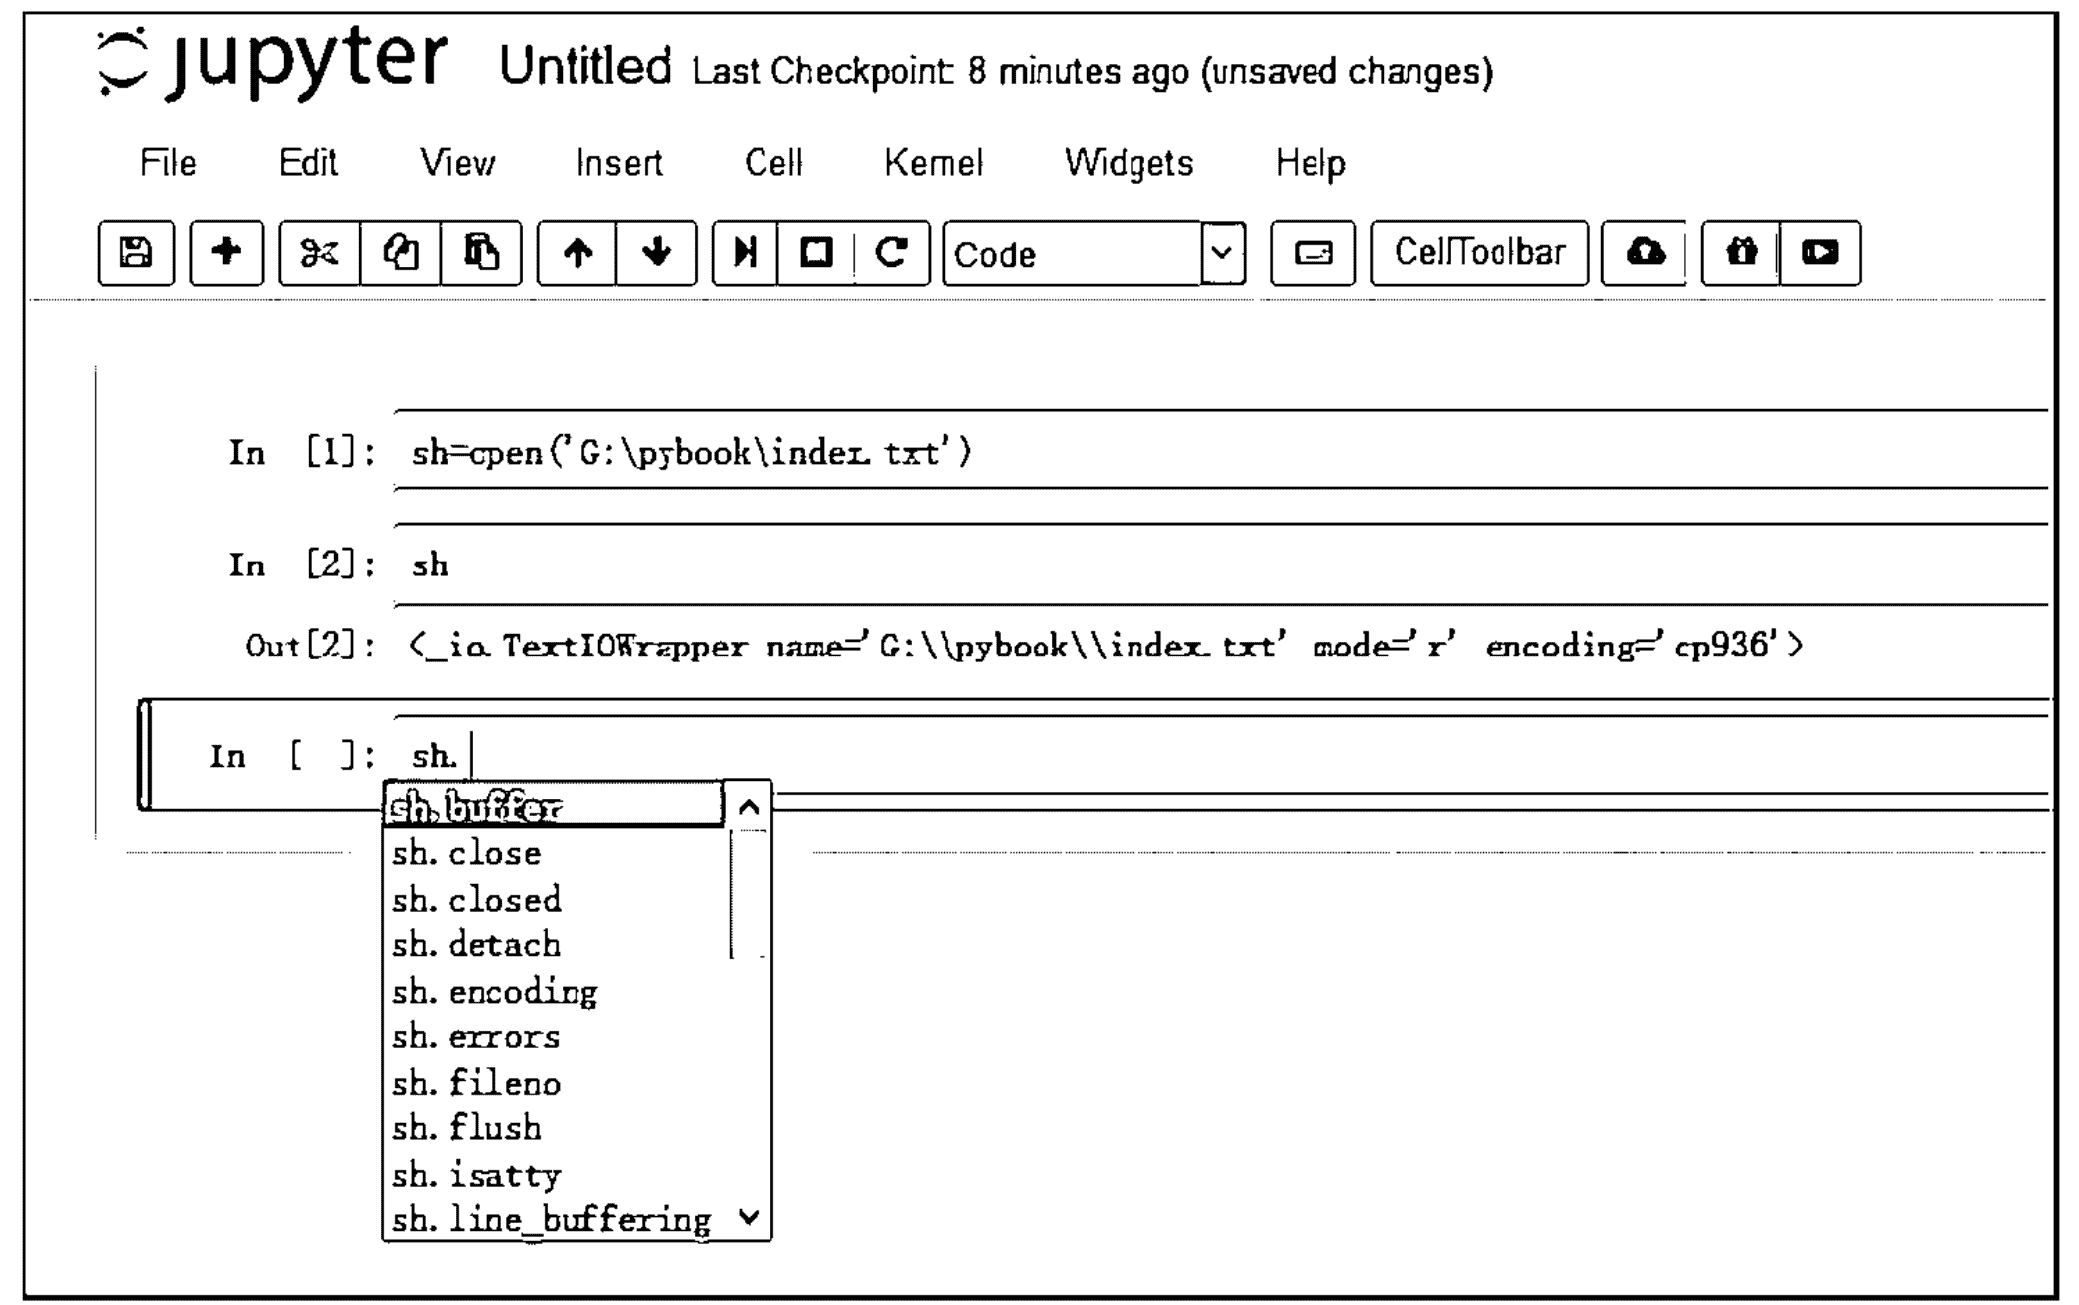 jupyter Untitled Last Checkpoint: 8 minutes ago (unsaved changes)
File Edit View Insert Cell Kernel Widgets Help
Code CellToolbar
In [1]: sh=open('G:\pybook\index.txt')
In [2]: sh
Out[2]: <_io.TextIOWrapper name='G:\\pybook\\index.txt' mode='r' encoding='cp936'>
In [ ]: sh.
sh.buffer
sh.close
sh.closed
sh.detach
sh.encoding
sh.errors
sh.fileno
sh.flush
sh.isatty
sh.line_buffering